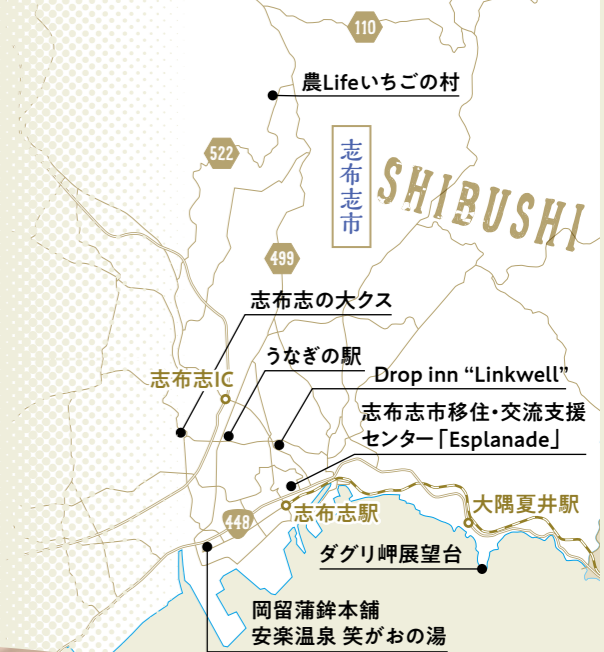 110
農Lifeいちごの村
522
志布志市
SHIBUSHI
499
志布志の大クス
うなぎの駅
志布志IC
Drop inn “Linkwell”
志布志市移住・交流支援
センター「Esplanade」
448
志布志駅
大隅夏井駅
ダグリ岬展望台
岡留蒲鉾本舗
安楽温泉 笑がおの湯